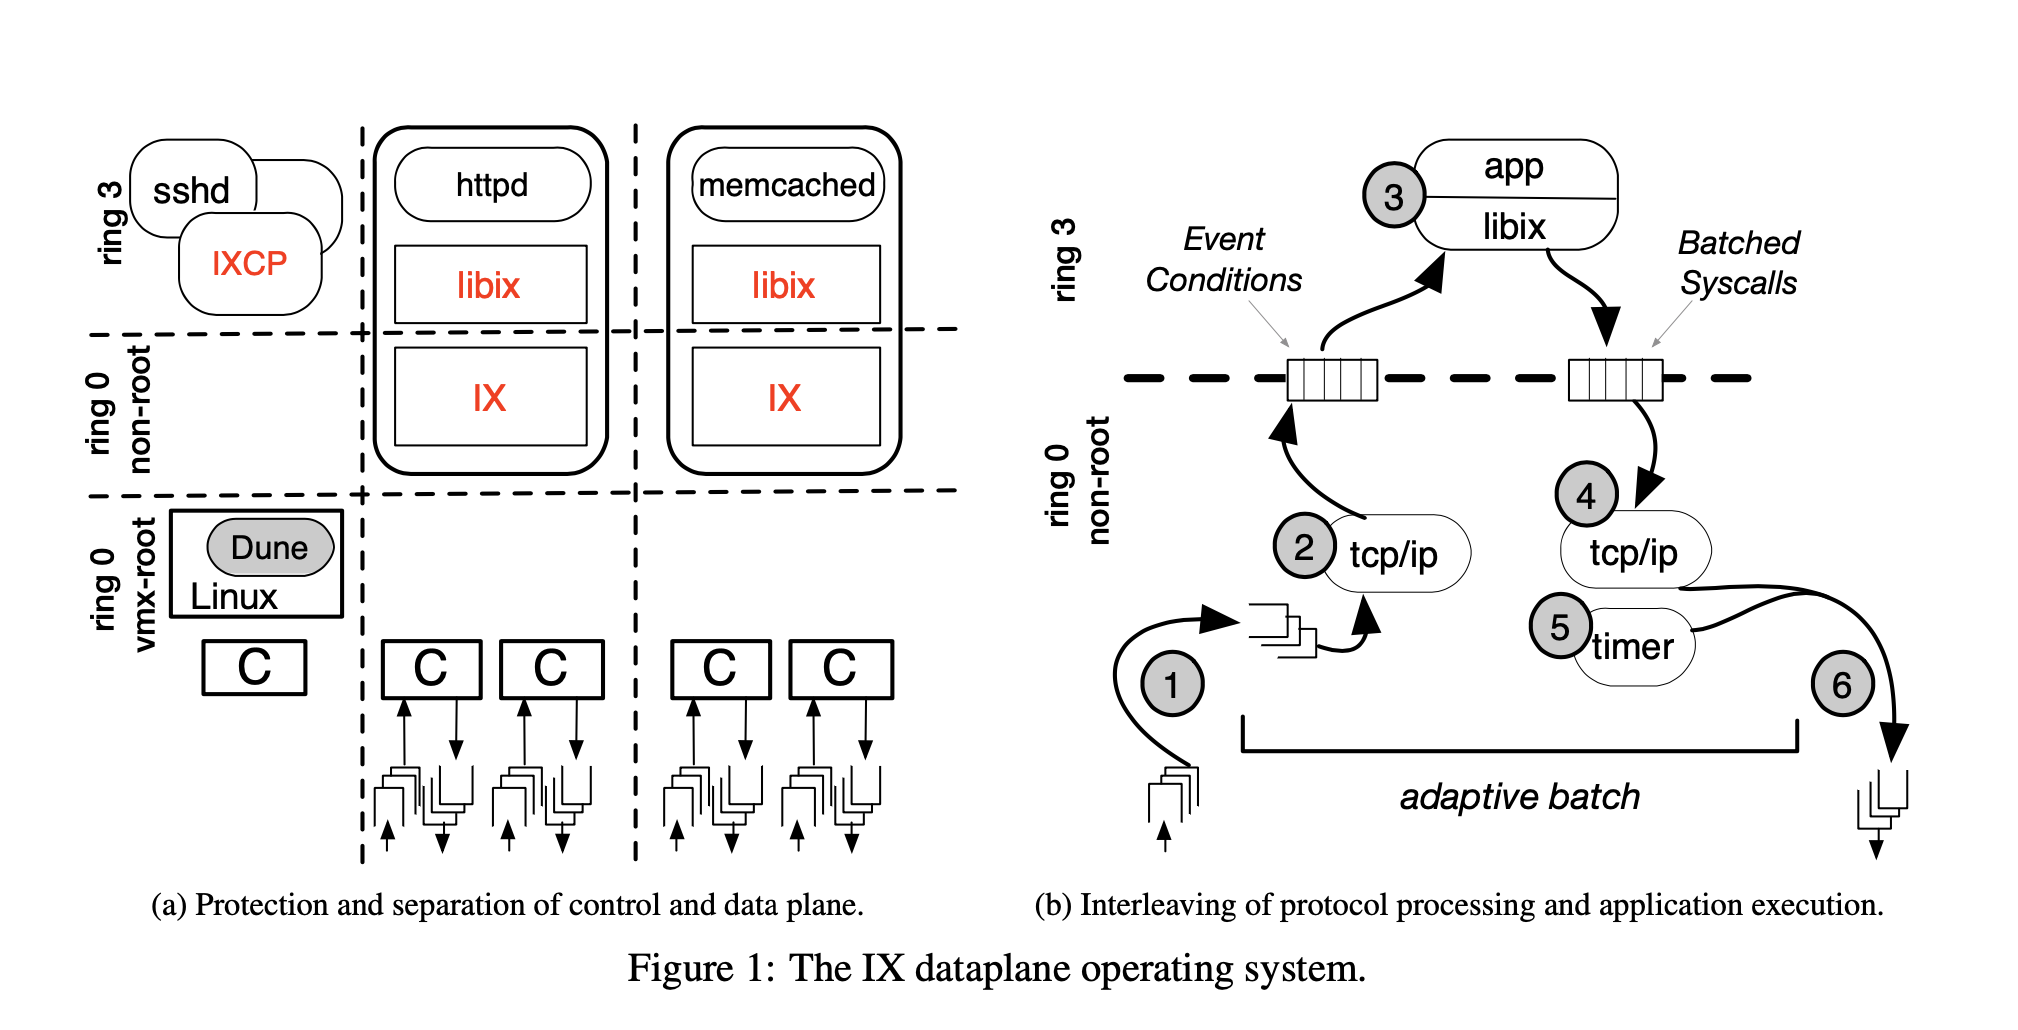 ring 3
sshd
IXCP
httpd
libix
memcached
libix
ring 0
non-root
IX
IX
ring 0
vmx-root
Dune
Linux
C
C
C
C
C
(a) Protection and separation of control and data plane.
ring 3
3
app
libix
Event
Conditions
Batched
Syscalls
ring 0
non-root
2
tcp/ip
4
tcp/ip
5
timer
1
6
adaptive batch
(b) Interleaving of protocol processing and application execution.
Figure 1: The IX dataplane operating system.